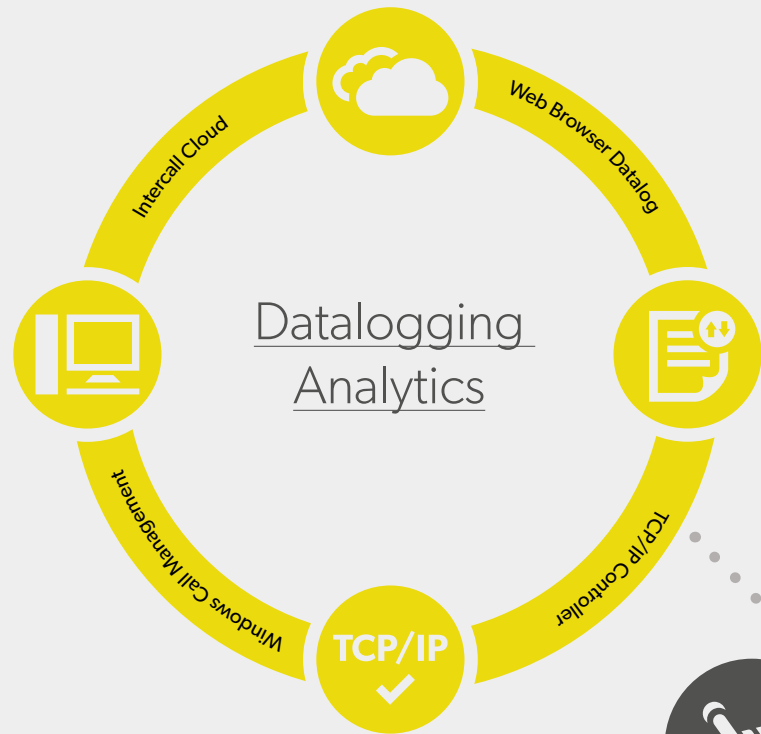 Intercall Cloud
Web Browser Datalog
Datalogging
Analytics
Windows Call Management
TCP/IP Controller
TCP/IP